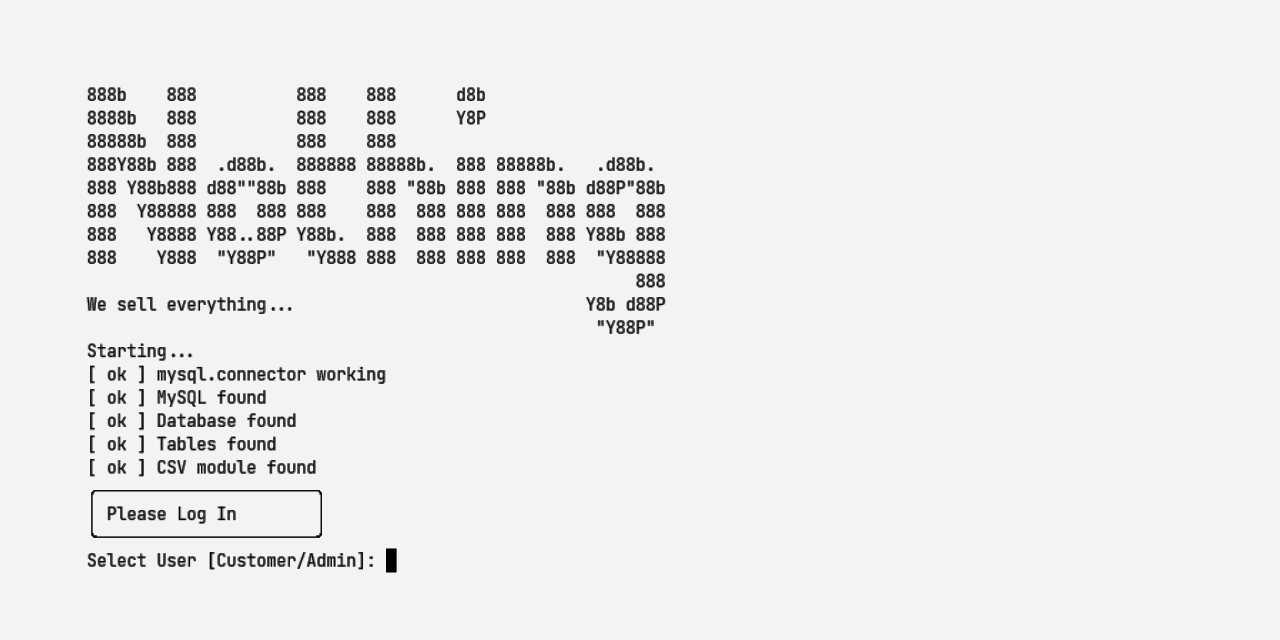 888b    888          888    888      d8b
8888b   888          888    888      Y8P
88888b  888          888    888
888Y88b 888  .d88b.  888888 88888b.  888 88888b.   .d88b.
888 Y88b888 d88""88b 888    888 "88b 888 888 "88b d88P"88b
888  Y88888 888  888 888    888  888 888 888  888 888  888
888   Y8888 Y88..88P Y88b.  888  888 888 888  888 Y88b 888
888    Y888  "Y88P"   "Y888 888  888 888 888  888  "Y88888
                                                       888
We sell everything...                             Y8b d88P
                                                   "Y88P"
Starting...
[ ok ] mysql.connector working
[ ok ] MySQL found
[ ok ] Database found
[ ok ] Tables found
[ ok ] CSV module found
Please Log In
Select User [Customer/Admin]: